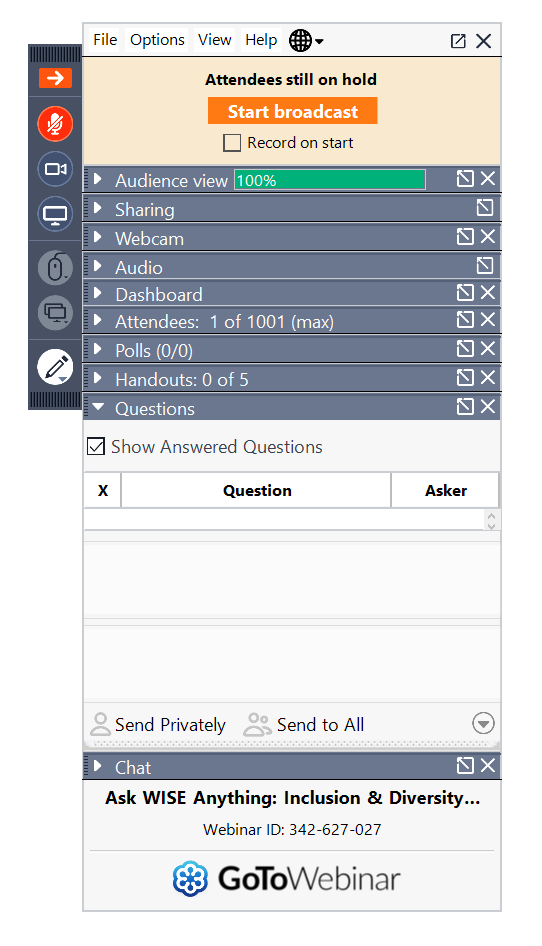 File Options View Help
Attendees still on hold
Start broadcast
Record on start
Audience view 100%
Sharing
Webcam
Audio
Dashboard
Attendees: 1 of 1001 (max)
Polls (0/0)
Handouts: 0 of 5
Questions
Show Answered Questions
X Question Asker
Send Privately Send to All
Chat
Ask WISE Anything: Inclusion & Diversity...
Webinar ID: 342-627-027
GoToWebinar